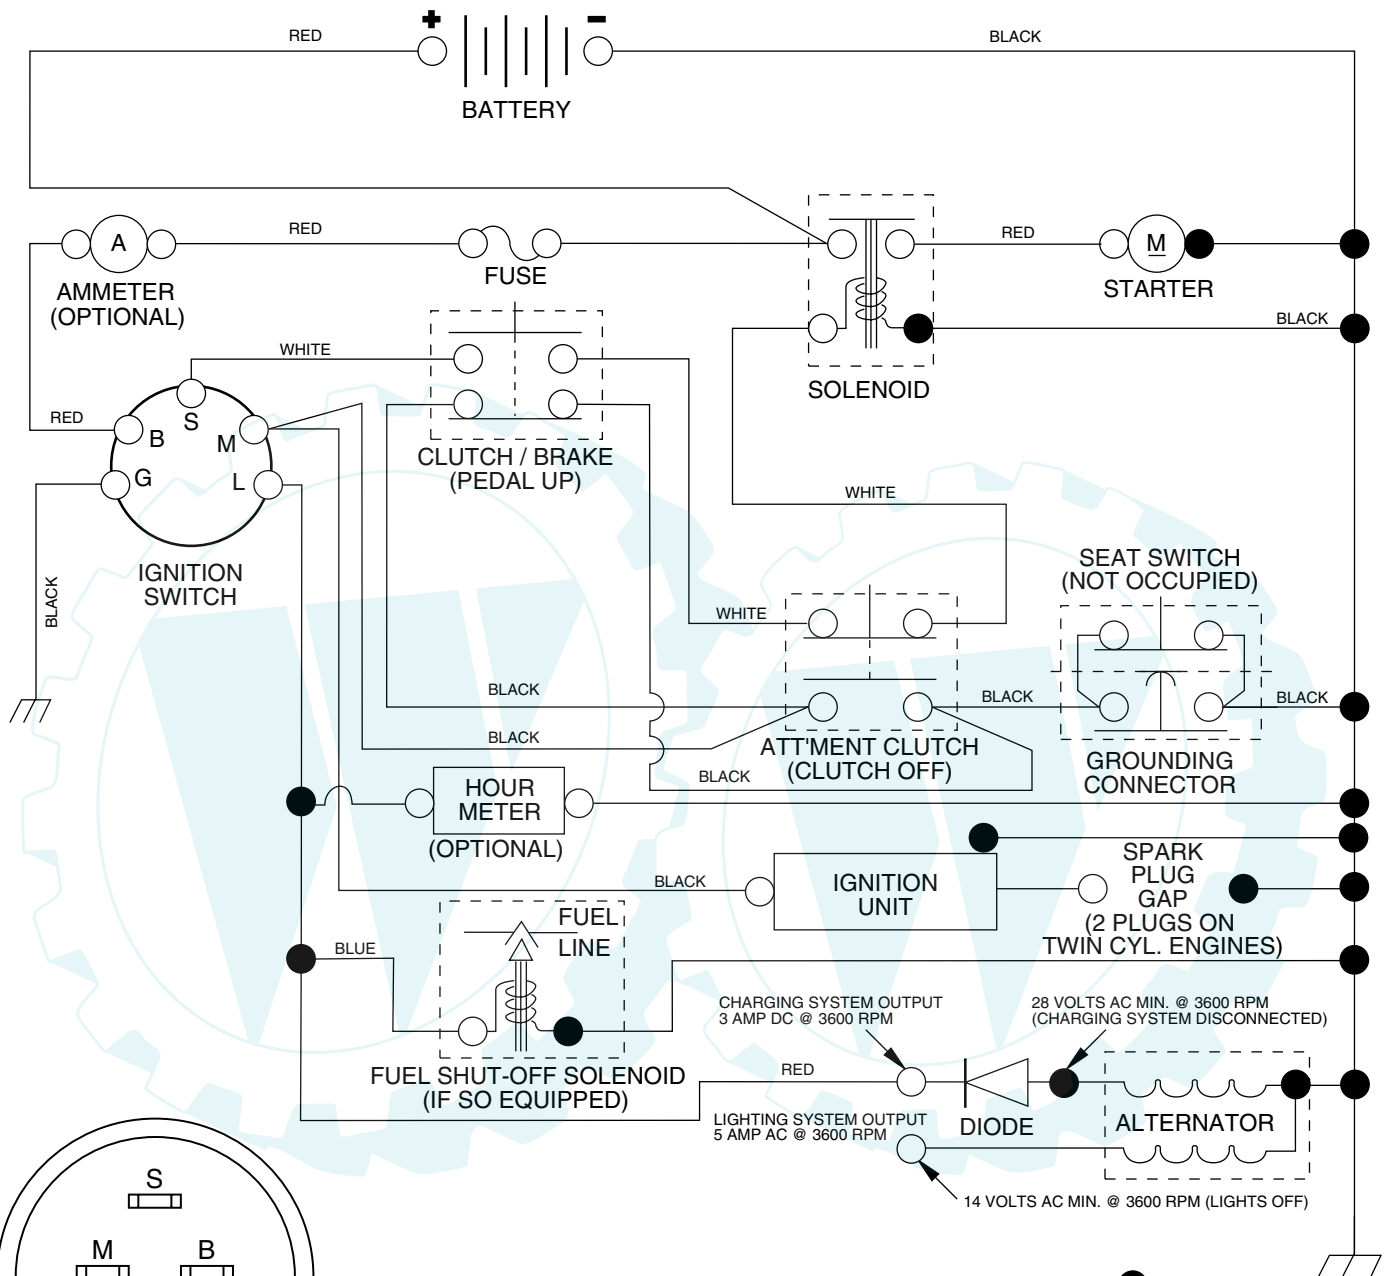 + −
RED
BLACK
BATTERY
A
RED
RED
M
FUSE
AMMETER
(OPTIONAL)
STARTER
BLACK
WHITE
SOLENOID
RED
S
B
M
G
L
CLUTCH / BRAKE
(PEDAL UP)
WHITE
IGNITION
SWITCH
BLACK
SEAT SWITCH
(NOT OCCUPIED)
WHITE
BLACK
BLACK
BLACK
BLACK
ATT'MENT CLUTCH
(CLUTCH OFF)
GROUNDING
CONNECTOR
BLACK
HOUR
METER
(OPTIONAL)
SPARK
PLUG
GAP
(2 PLUGS ON
TWIN CYL. ENGINES)
BLACK
IGNITION
UNIT
FUEL
LINE
BLUE
CHARGING SYSTEM OUTPUT
3 AMP DC @ 3600 RPM
28 VOLTS AC MIN. @ 3600 RPM
(CHARGING SYSTEM DISCONNECTED)
FUEL SHUT-OFF SOLENOID
(IF SO EQUIPPED)
RED
LIGHTING SYSTEM OUTPUT
5 AMP AC @ 3600 RPM
DIODE
ALTERNATOR
14 VOLTS AC MIN. @ 3600 RPM (LIGHTS OFF)
S
M
B